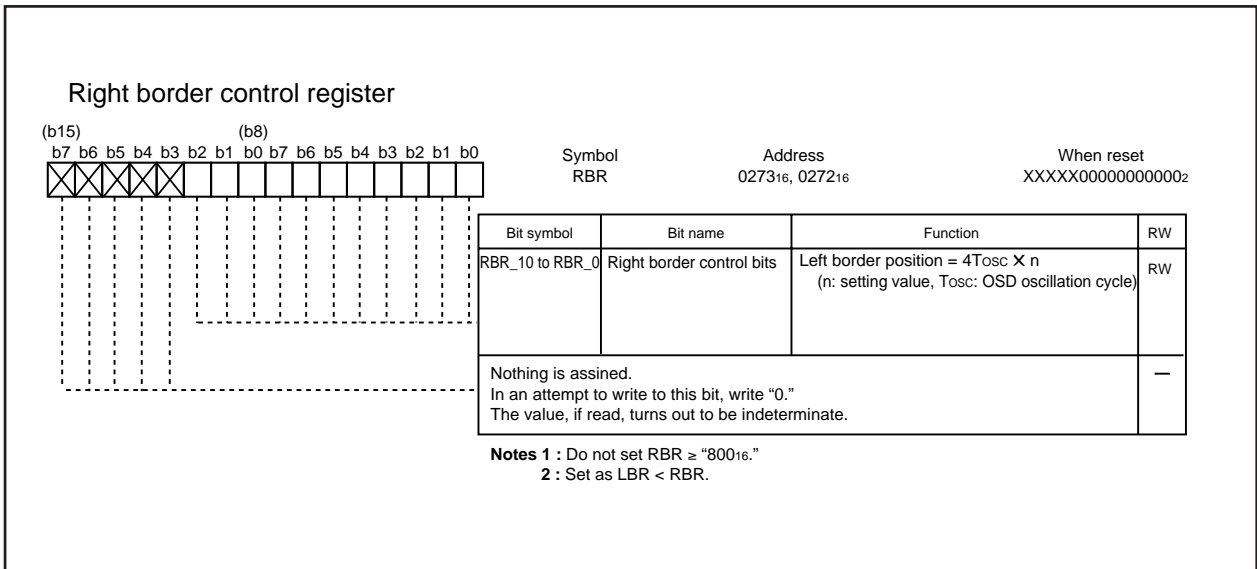 Right border control register
(b15) (b8)
b7 b6 b5 b4 b3 b2 b1 b0 b7 b6 b5 b4 b3 b2 b1 b0
Symbol Address When reset
RBR 027316, 027216 XXXXX000000000002
Bit symbol Bit name Function RW
RBR_10 to RBR_0 Right border control bits Left border position = 4TOSC X n RW
(n: setting value, TOSC: OSD oscillation cycle)
Nothing is assined. —
In an attempt to write to this bit, write “0.”
The value, if read, turns out to be indeterminate.
Notes 1 : Do not set RBR ≥ “80016.”
2 : Set as LBR < RBR.